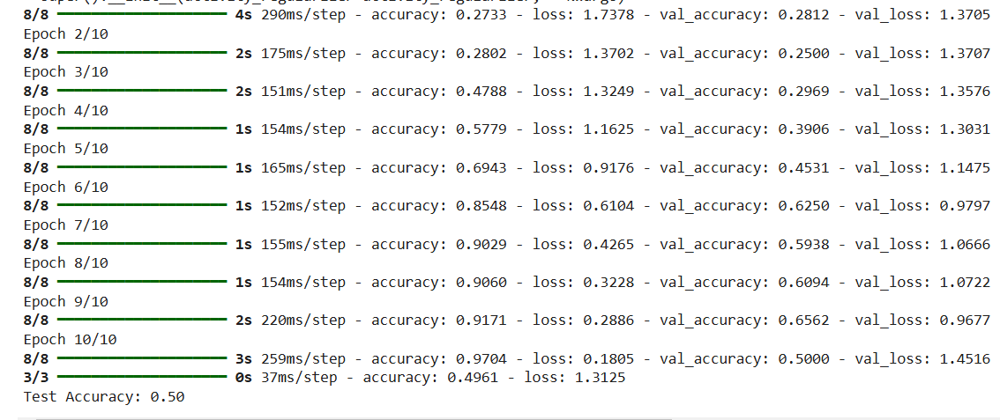 8/8 ━━━━━━━━━━━━━━━━━━━━ 4s 290ms/step - accuracy: 0.2733 - loss: 1.7378 - val_accuracy: 0.2812 - val_loss: 1.3705
Epoch 2/10
8/8 ━━━━━━━━━━━━━━━━━━━━ 2s 175ms/step - accuracy: 0.2802 - loss: 1.3702 - val_accuracy: 0.2500 - val_loss: 1.3707
Epoch 3/10
8/8 ━━━━━━━━━━━━━━━━━━━━ 2s 151ms/step - accuracy: 0.4788 - loss: 1.3249 - val_accuracy: 0.2969 - val_loss: 1.3576
Epoch 4/10
8/8 ━━━━━━━━━━━━━━━━━━━━ 1s 154ms/step - accuracy: 0.5779 - loss: 1.1625 - val_accuracy: 0.3906 - val_loss: 1.3031
Epoch 5/10
8/8 ━━━━━━━━━━━━━━━━━━━━ 1s 165ms/step - accuracy: 0.6943 - loss: 0.9176 - val_accuracy: 0.4531 - val_loss: 1.1475
Epoch 6/10
8/8 ━━━━━━━━━━━━━━━━━━━━ 1s 152ms/step - accuracy: 0.8548 - loss: 0.6104 - val_accuracy: 0.6250 - val_loss: 0.9797
Epoch 7/10
8/8 ━━━━━━━━━━━━━━━━━━━━ 1s 155ms/step - accuracy: 0.9029 - loss: 0.4265 - val_accuracy: 0.5938 - val_loss: 1.0666
Epoch 8/10
8/8 ━━━━━━━━━━━━━━━━━━━━ 1s 154ms/step - accuracy: 0.9060 - loss: 0.3228 - val_accuracy: 0.6094 - val_loss: 1.0722
Epoch 9/10
8/8 ━━━━━━━━━━━━━━━━━━━━ 2s 220ms/step - accuracy: 0.9171 - loss: 0.2886 - val_accuracy: 0.6562 - val_loss: 0.9677
Epoch 10/10
8/8 ━━━━━━━━━━━━━━━━━━━━ 3s 259ms/step - accuracy: 0.9704 - loss: 0.1805 - val_accuracy: 0.5000 - val_loss: 1.4516
3/3 ━━━━━━━━━━━━━━━━━━━━ 0s 37ms/step - accuracy: 0.4961 - loss: 1.3125
Test Accuracy: 0.50